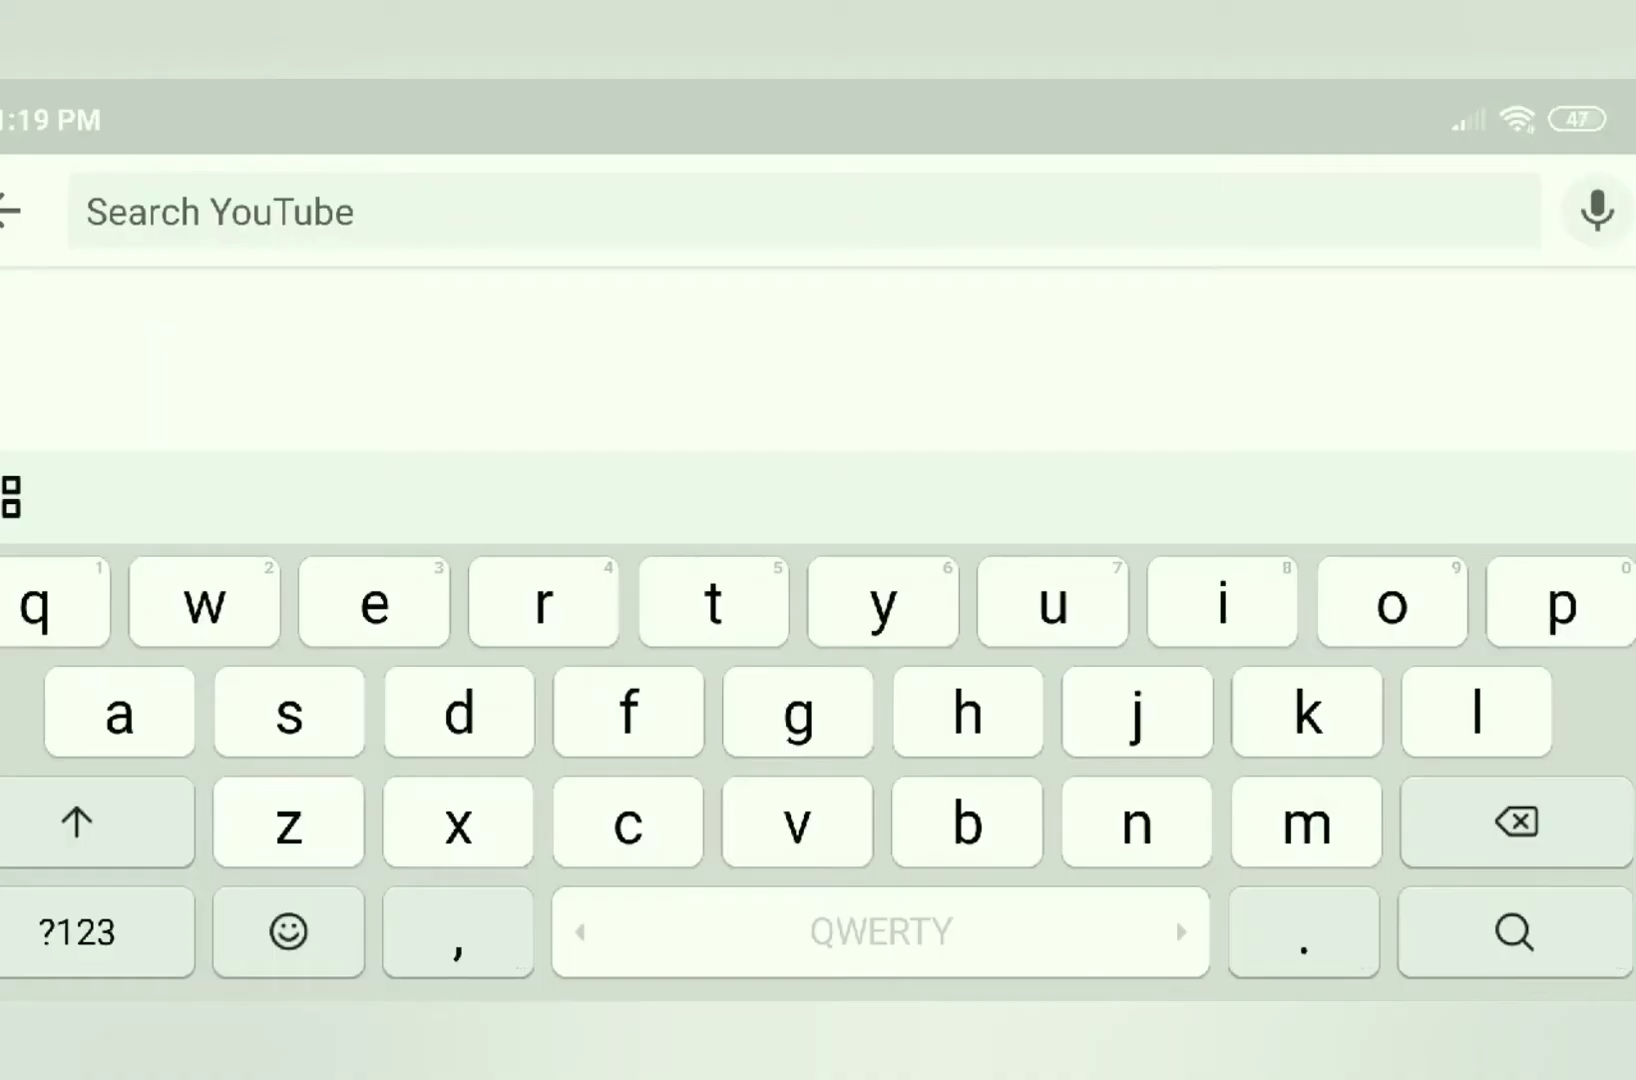 :19 PM 47
Search YouTube
q 1 w 2 e 3 r 4 t 5 y 6 u 7 i 8 o 9 p 0
a s d f g h j k l
z x c v b n m
?123 , QWERTY .